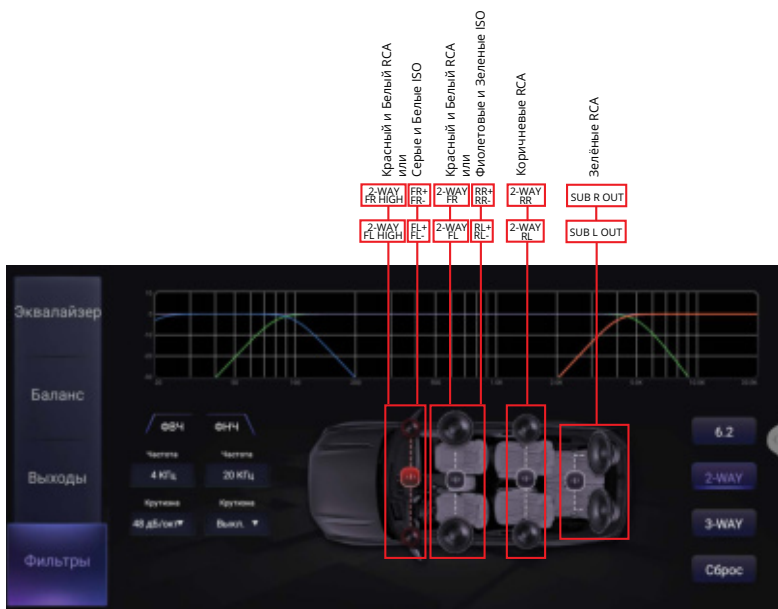 Красный и Белый RCA
или
Серые и Белые ISO
Красный и Белый RCA
или
Фиолетовые и Зеленые ISO
Коричневые RCA
Зелёные RCA
2-WAY
FR HIGH
FR+
FR-
2-WAY
FR
RR+
RR-
2-WAY
RR
SUB R OUT
2-WAY
FL HIGH
FL+
FL-
2-WAY
FL
RL+
RL-
2-WAY
RL
SUB L OUT
Эквалайзер
Баланс
Выходы
Фильтры
ФВЧ
ФНЧ
Частота
Частота
4 КГц
20 КГц
Крутизна
Крутизна
48 дБ/окт
Выкл.
6.2
2-WAY
3-WAY
Сброс